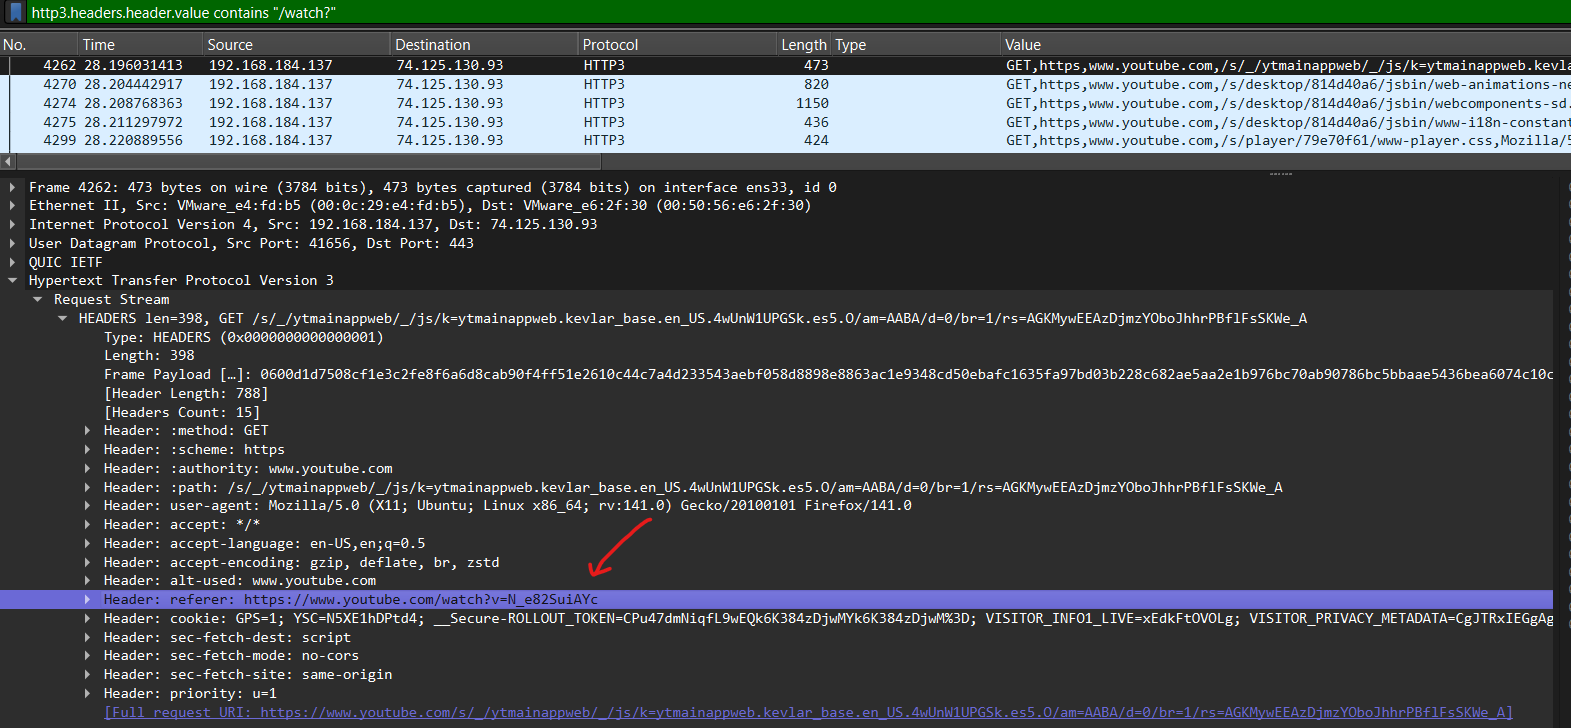 http3.headers.header.value contains "/watch?"
No. Time Source Destination Protocol Length Type Value
4262 28.196031413 192.168.184.137 74.125.130.93 HTTP3 473 GET,https,www.youtube.com,/s/_/ytmainappweb/_/js/k=ytmainappweb.kevla
4270 28.204442917 192.168.184.137 74.125.130.93 HTTP3 820 GET,https,www.youtube.com,/s/desktop/814d40a6/jsbin/web-animations-ne
4274 28.208768363 192.168.184.137 74.125.130.93 HTTP3 1150 GET,https,www.youtube.com,/s/desktop/814d40a6/jsbin/webcomponents-sd.
4275 28.211297972 192.168.184.137 74.125.130.93 HTTP3 436 GET,https,www.youtube.com,/s/desktop/814d40a6/jsbin/www-i18n-constant
4299 28.220889556 192.168.184.137 74.125.130.93 HTTP3 424 GET,https,www.youtube.com,/s/player/79e70f61/www-player.css,Mozilla/5
Frame 4262: 473 bytes on wire (3784 bits), 473 bytes captured (3784 bits) on interface ens33, id 0
Ethernet II, Src: VMware_e4:fd:b5 (00:0c:29:e4:fd:b5), Dst: VMware_e6:2f:30 (00:50:56:e6:2f:30)
Internet Protocol Version 4, Src: 192.168.184.137, Dst: 74.125.130.93
User Datagram Protocol, Src Port: 41656, Dst Port: 443
QUIC IETF
Hypertext Transfer Protocol Version 3
Request Stream
HEADERS len=398, GET /s/_/ytmainappweb/_/js/k=ytmainappweb.kevlar_base.en_US.4wUnW1UPGSk.es5.O/am=AABA/d=0/br=1/rs=AGKMywEEAzDjmzYOboJhhrPBflFsSKWe_A
Type: HEADERS (0x0000000000000001)
Length: 398
Frame Payload […]: 0600d1d7508cf1e3c2fe8f6a6d8cab90f4ff51e2610c44c7a4d233543aebf058d8898e8863ac1e9348cd50ebafc1635fa97bd03b228c682ae5aa2e1b976bc70ab90786bc5bbaae5436bea6074c10c
[Header Length: 788]
[Headers Count: 15]
Header: :method: GET
Header: :scheme: https
Header: :authority: www.youtube.com
Header: :path: /s/_/ytmainappweb/_/js/k=ytmainappweb.kevlar_base.en_US.4wUnW1UPGSk.es5.O/am=AABA/d=0/br=1/rs=AGKMywEEAzDjmzYOboJhhrPBflFsSKWe_A
Header: user-agent: Mozilla/5.0 (X11; Ubuntu; Linux x86_64; rv:141.0) Gecko/20100101 Firefox/141.0
Header: accept: */*
Header: accept-language: en-US,en;q=0.5
Header: accept-encoding: gzip, deflate, br, zstd
Header: alt-used: www.youtube.com
Header: referer: https://www.youtube.com/watch?v=N_e82SuiAYc
Header: cookie: GPS=1; YSC=N5XE1hDPtd4; __Secure-ROLLOUT_TOKEN=CPu47dmNiqfL9wEQk6K384zDjwMYk6K384zDjwM%3D; VISITOR_INFO1_LIVE=xEdkFtOVOLg; VISITOR_PRIVACY_METADATA=CgJTRxIEGgAg
Header: sec-fetch-dest: script
Header: sec-fetch-mode: no-cors
Header: sec-fetch-site: same-origin
Header: priority: u=1
[Full request URI: https://www.youtube.com/s/_/ytmainappweb/_/js/k=ytmainappweb.kevlar_base.en_US.4wUnW1UPGSk.es5.O/am=AABA/d=0/br=1/rs=AGKMywEEAzDjmzYOboJhhrPBflFsSKWe_A]